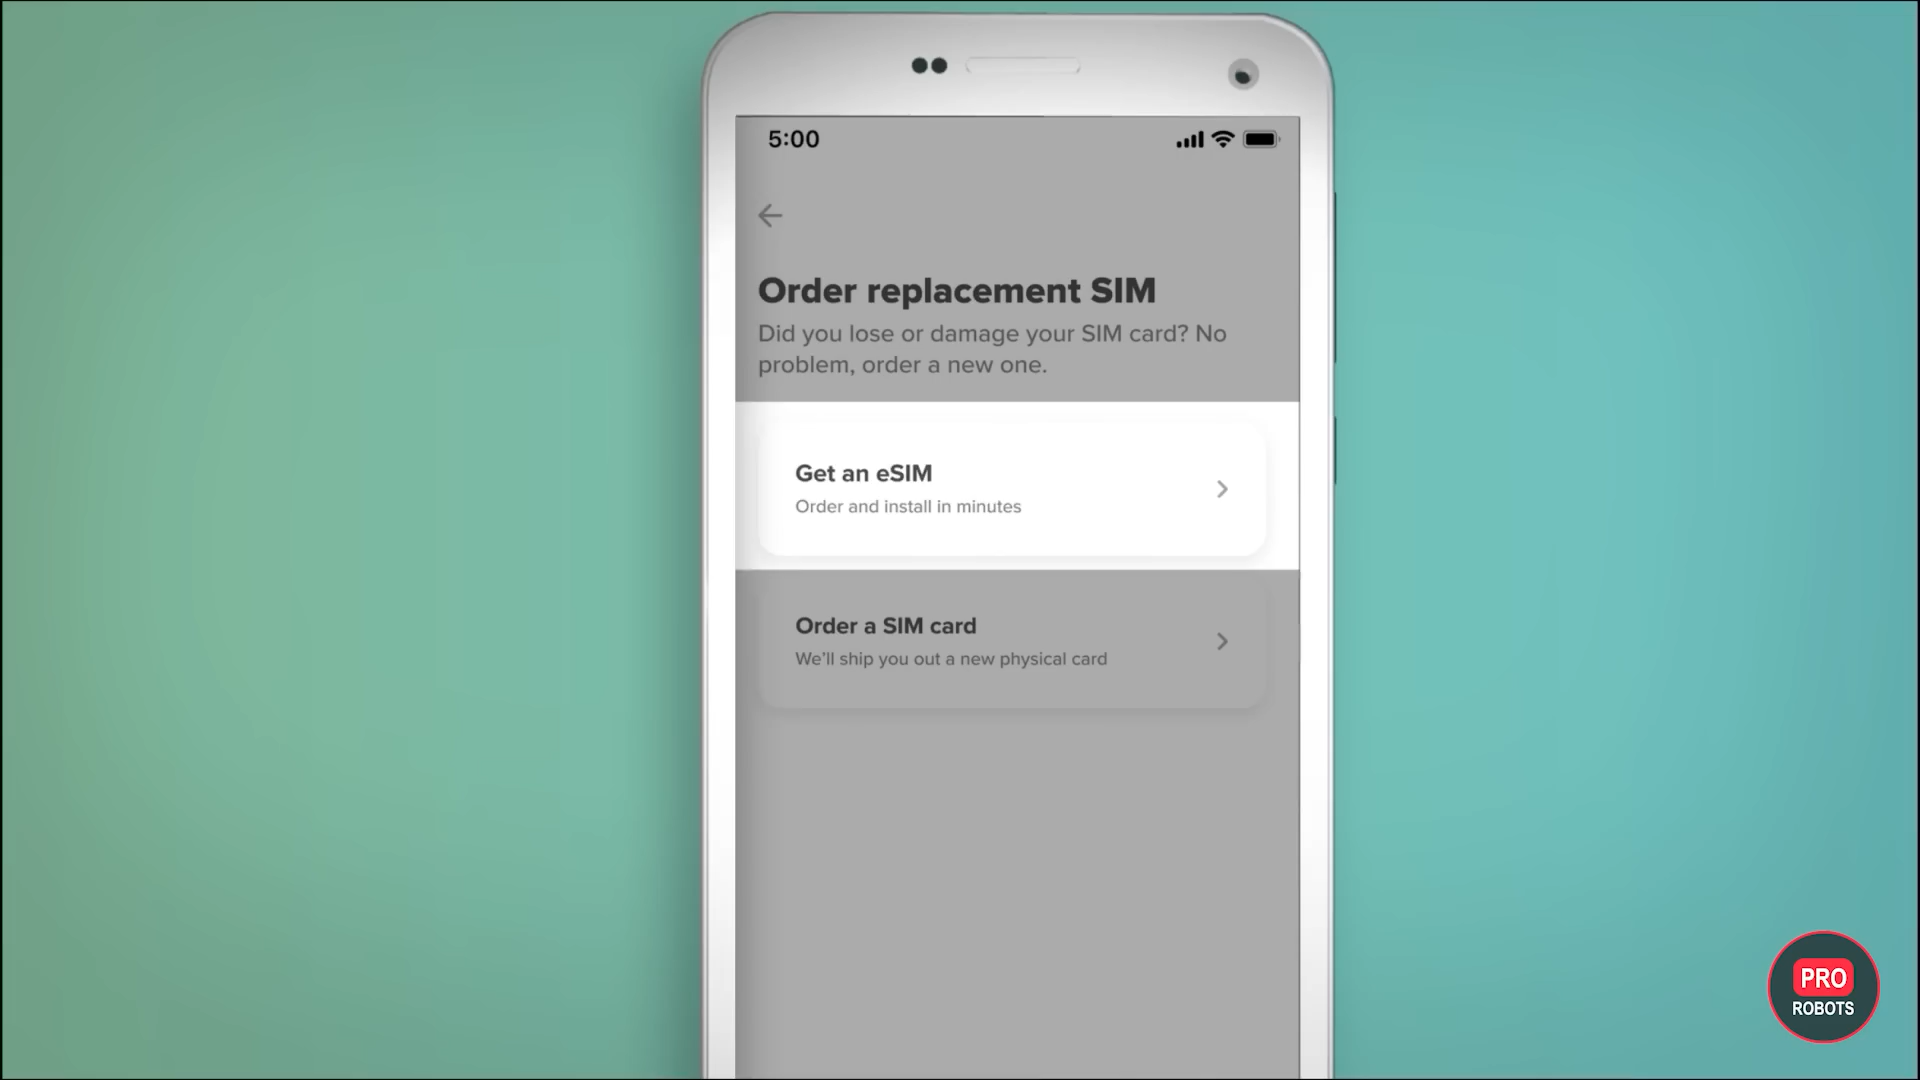 5:00
Order replacement SIM
Did you lose or damage your SIM card? No
problem, order a new one.
Get an eSIM
Order and install in minutes
Order a SIM card
We'll ship you out a new physical card
PRO
ROBOTS